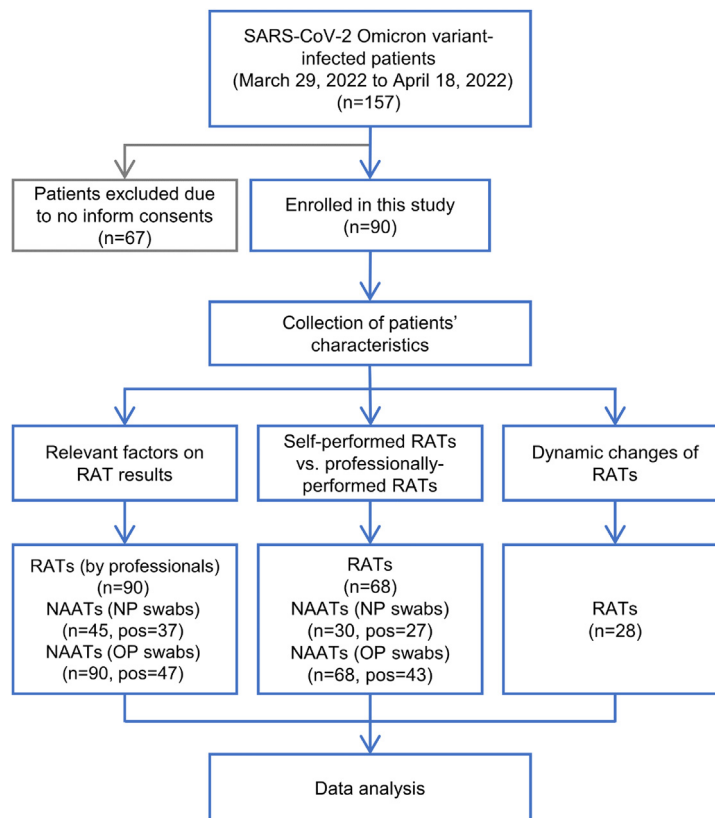 SARS-CoV-2 Omicron variant-
infected patients
(March 29, 2022 to April 18, 2022)
(n=157)
Patients excluded due
to no inform consents
(n=67)
Enrolled in this study
(n=90)
Collection of patients’
characteristics
Relevant factors on
RAT results
Self-performed RATs
vs. professionally-
performed RATs
Dynamic changes of
RATs
RATs (by professionals)
(n=90)
NAATs (NP swabs)
(n=45, pos=37)
NAATs (OP swabs)
(n=90, pos=47)
RATs
(n=68)
NAATs (NP swabs)
(n=30, pos=27)
NAATs (OP swabs)
(n=68, pos=43)
RATs
(n=28)
Data analysis